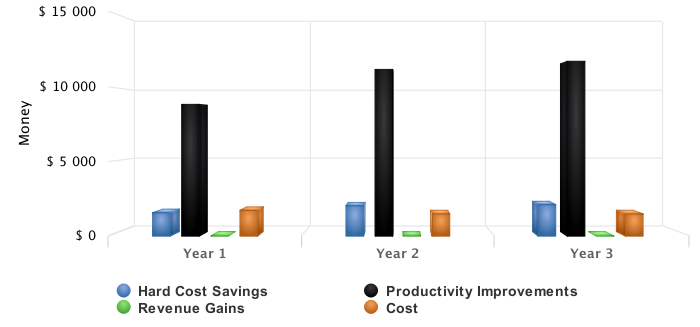 $ 15 000
$ 10 000
$ 5 000
$ 0
Money
Year 1 Year 2 Year 3
Hard Cost Savings Productivity Improvements
Revenue Gains Cost